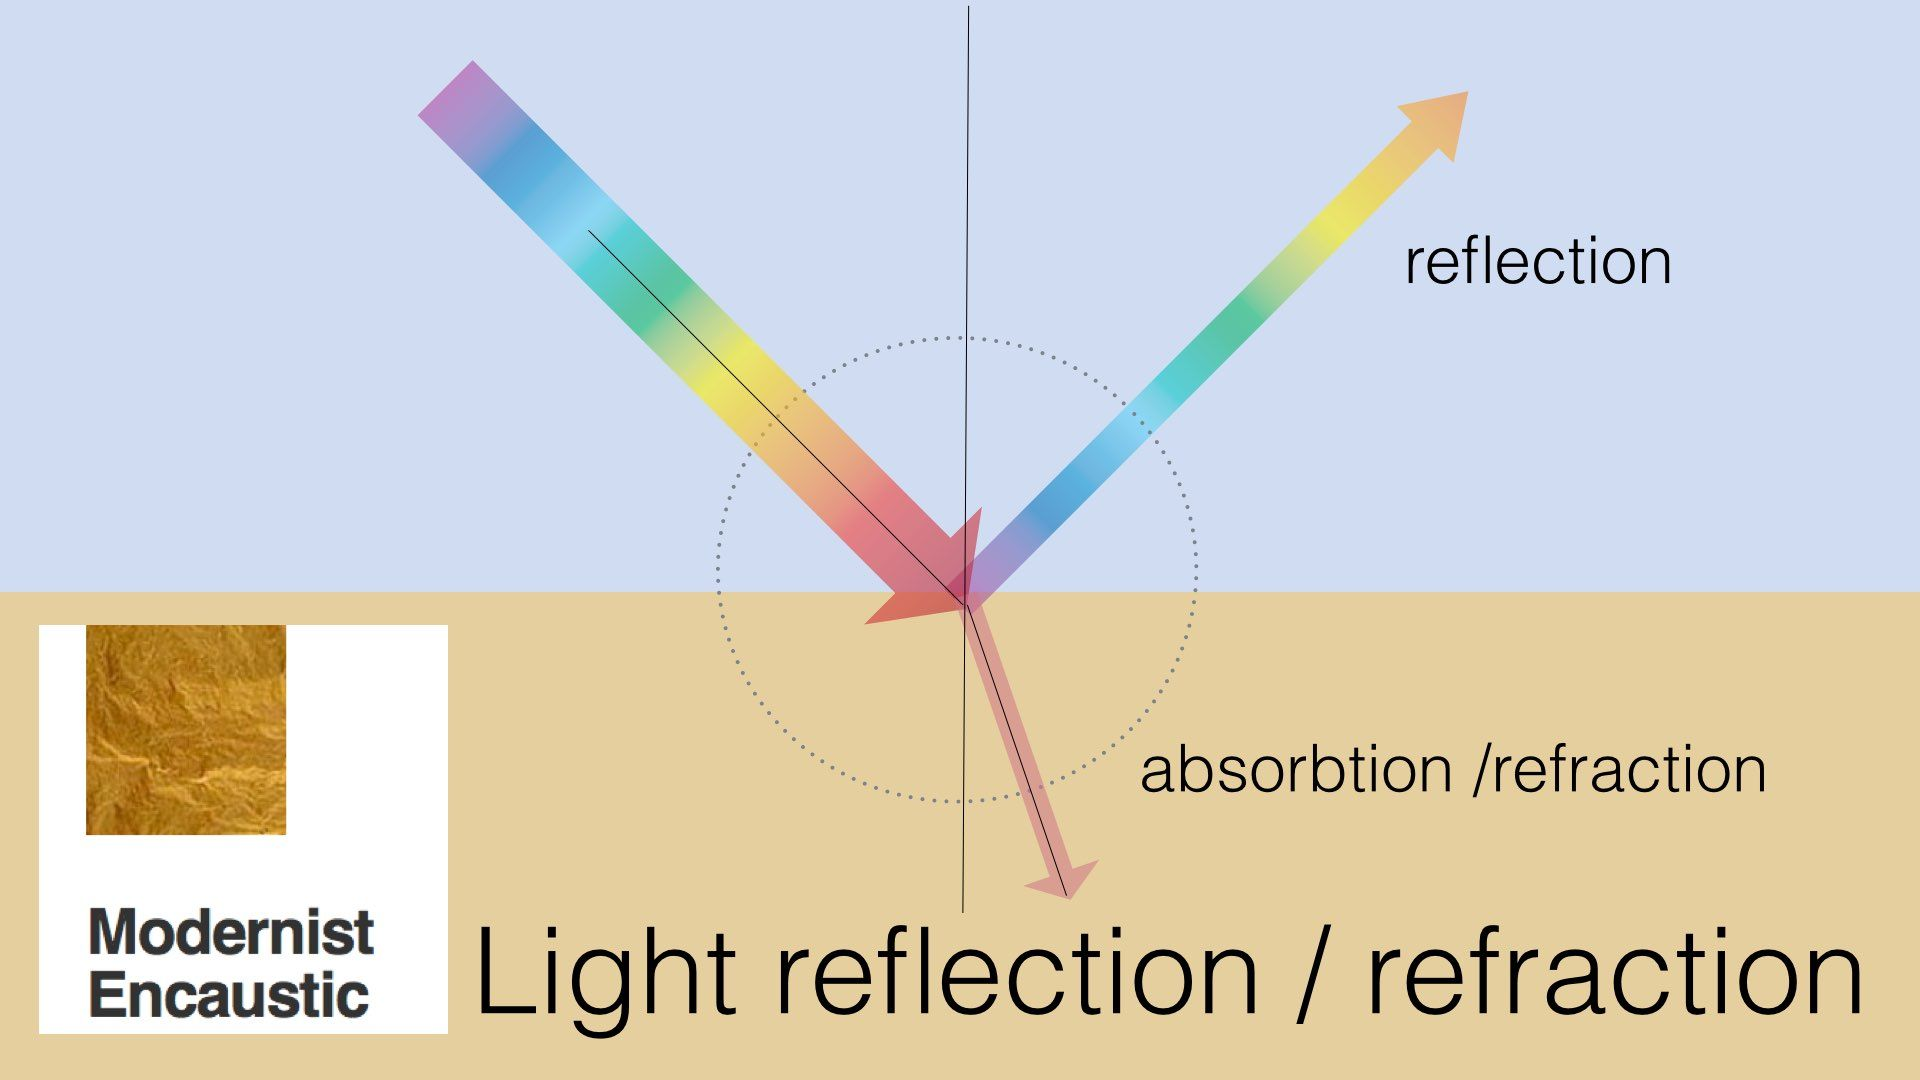 reflection
absorbtion /refraction
Modernist
Encaustic
Light reflection / refraction